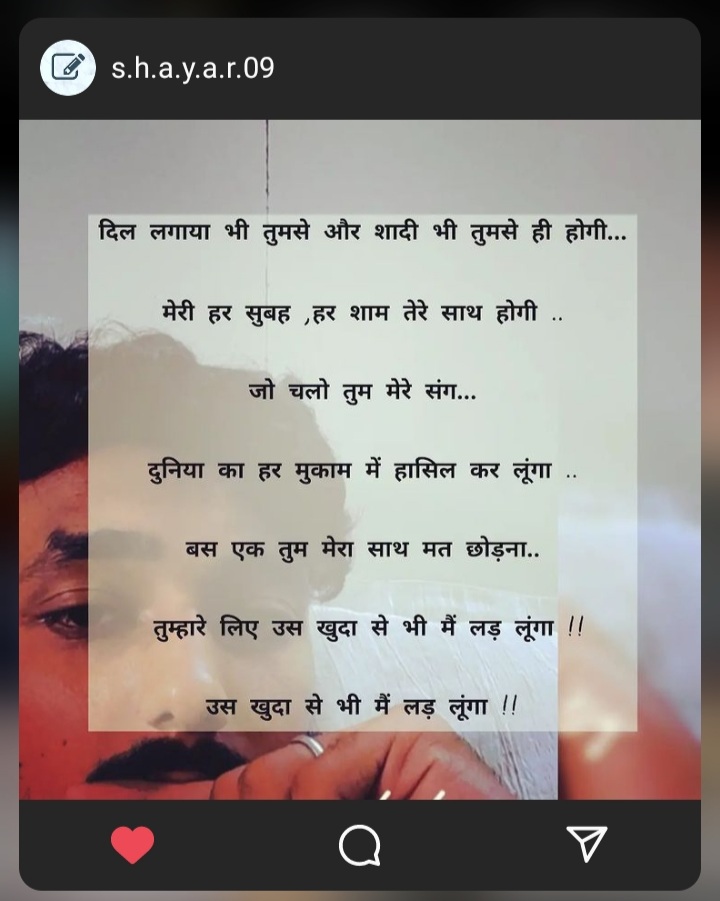 s.h.a.y.a.r.09
दिल लगाया भी तुमसे और शादी भी तुमसे ही होगी...
मेरी हर सुबह ,हर शाम तेरे साथ होगी ..
जो चलो तुम मेरे संग...
दुनिया का हर मुकाम में हासिल कर लूंगा ..
बस एक तुम मेरा साथ मत छोड़ना..
तुम्हारे लिए उस खुदा से भी मैं लड़ लूंगा !!
उस खुदा से भी मैं लड़ लूंगा !!